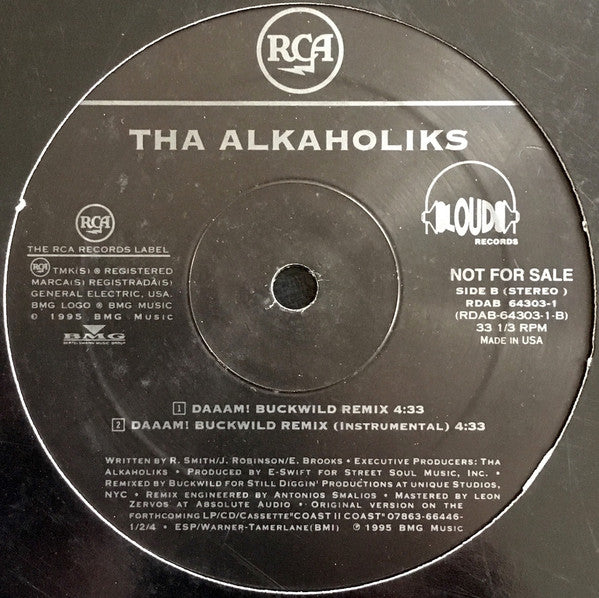 RCA
THA ALKAHOLIKS
RCA
THE RCA RECORDS LABEL
RCA TMK(S) ® REGISTERED
MARCA(S) REGISTRADA(S)
GENERAL ELECTRIC, USA.
BMG LOGO ® BMG MUSIC
© 1995 BMG MUSIC
BMG
BERTELSMANN MUSIC GROUP
LOUD
RECORDS
NOT FOR SALE
SIDE B (STEREO )
RDAB 64303-1
(RDAB-64303-1-B)
33 1/3 RPM
MADE IN USA
1 DAAAM! BUCKWILD REMIX 4:33
2 DAAAM! BUCKWILD REMIX (INSTRUMENTAL) 4:33
WRITTEN BY R. SMITH/J. ROBINSON/E. BROOKS • EXECUTIVE PRODUCERS: THA
ALKAHOLIKS • PRODUCED BY E-SWIFT FOR STREET SOUL MUSIC, INC. •
REMIXED BY BUCKWILD FOR STILL DIGGIN' PRODUCTIONS AT UNIQUE STUDIOS,
NYC • REMIX ENGINEERED BY ANTONIOS SMALIOS • MASTERED BY LEON
ZERVOS AT ABSOLUTE AUDIO • ORIGINAL VERSION ON THE
FORTHCOMING LP/CD/CASSETTE"COAST II COAST" 07863-66446-
1/2/4 • ESP/WARNER-TAMERLANE(BMI) ℗ 1995 BMG MUSIC